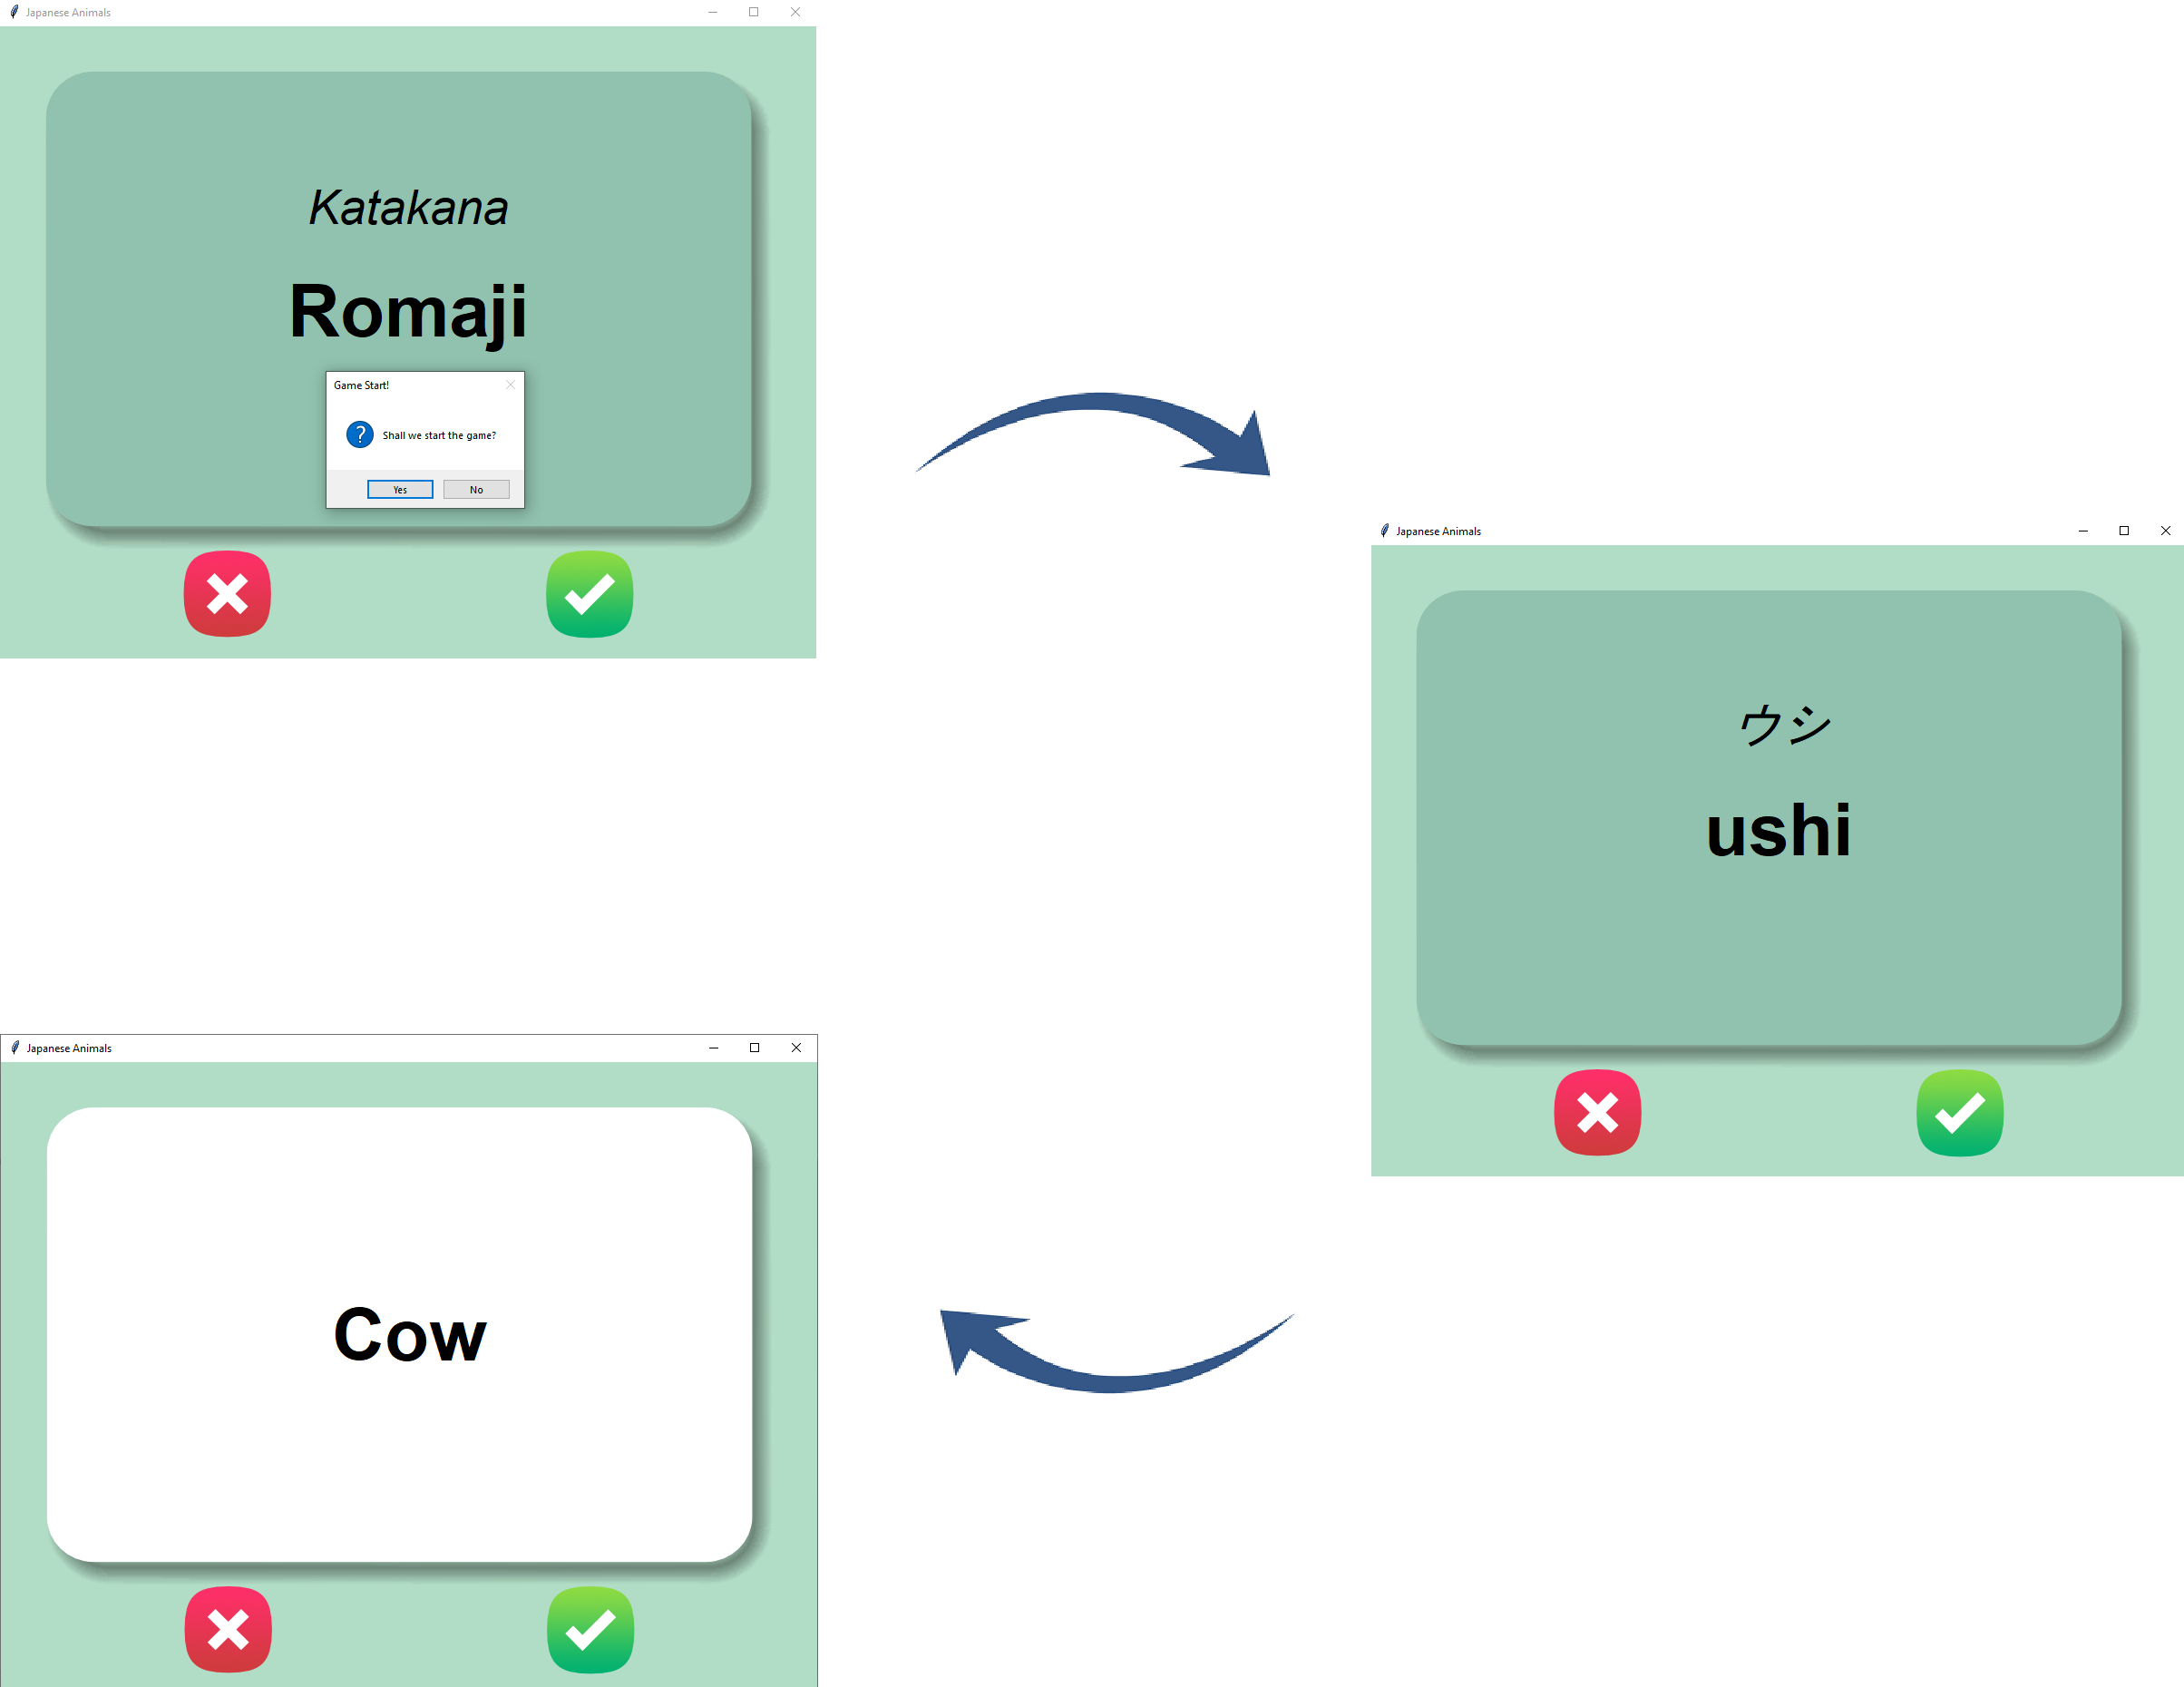 Japanese Animals
Katakana
Romaji
Game Start!
Shall we start the game?
Yes No
Japanese Animals
ウシ
ushi
Japanese Animals
Cow